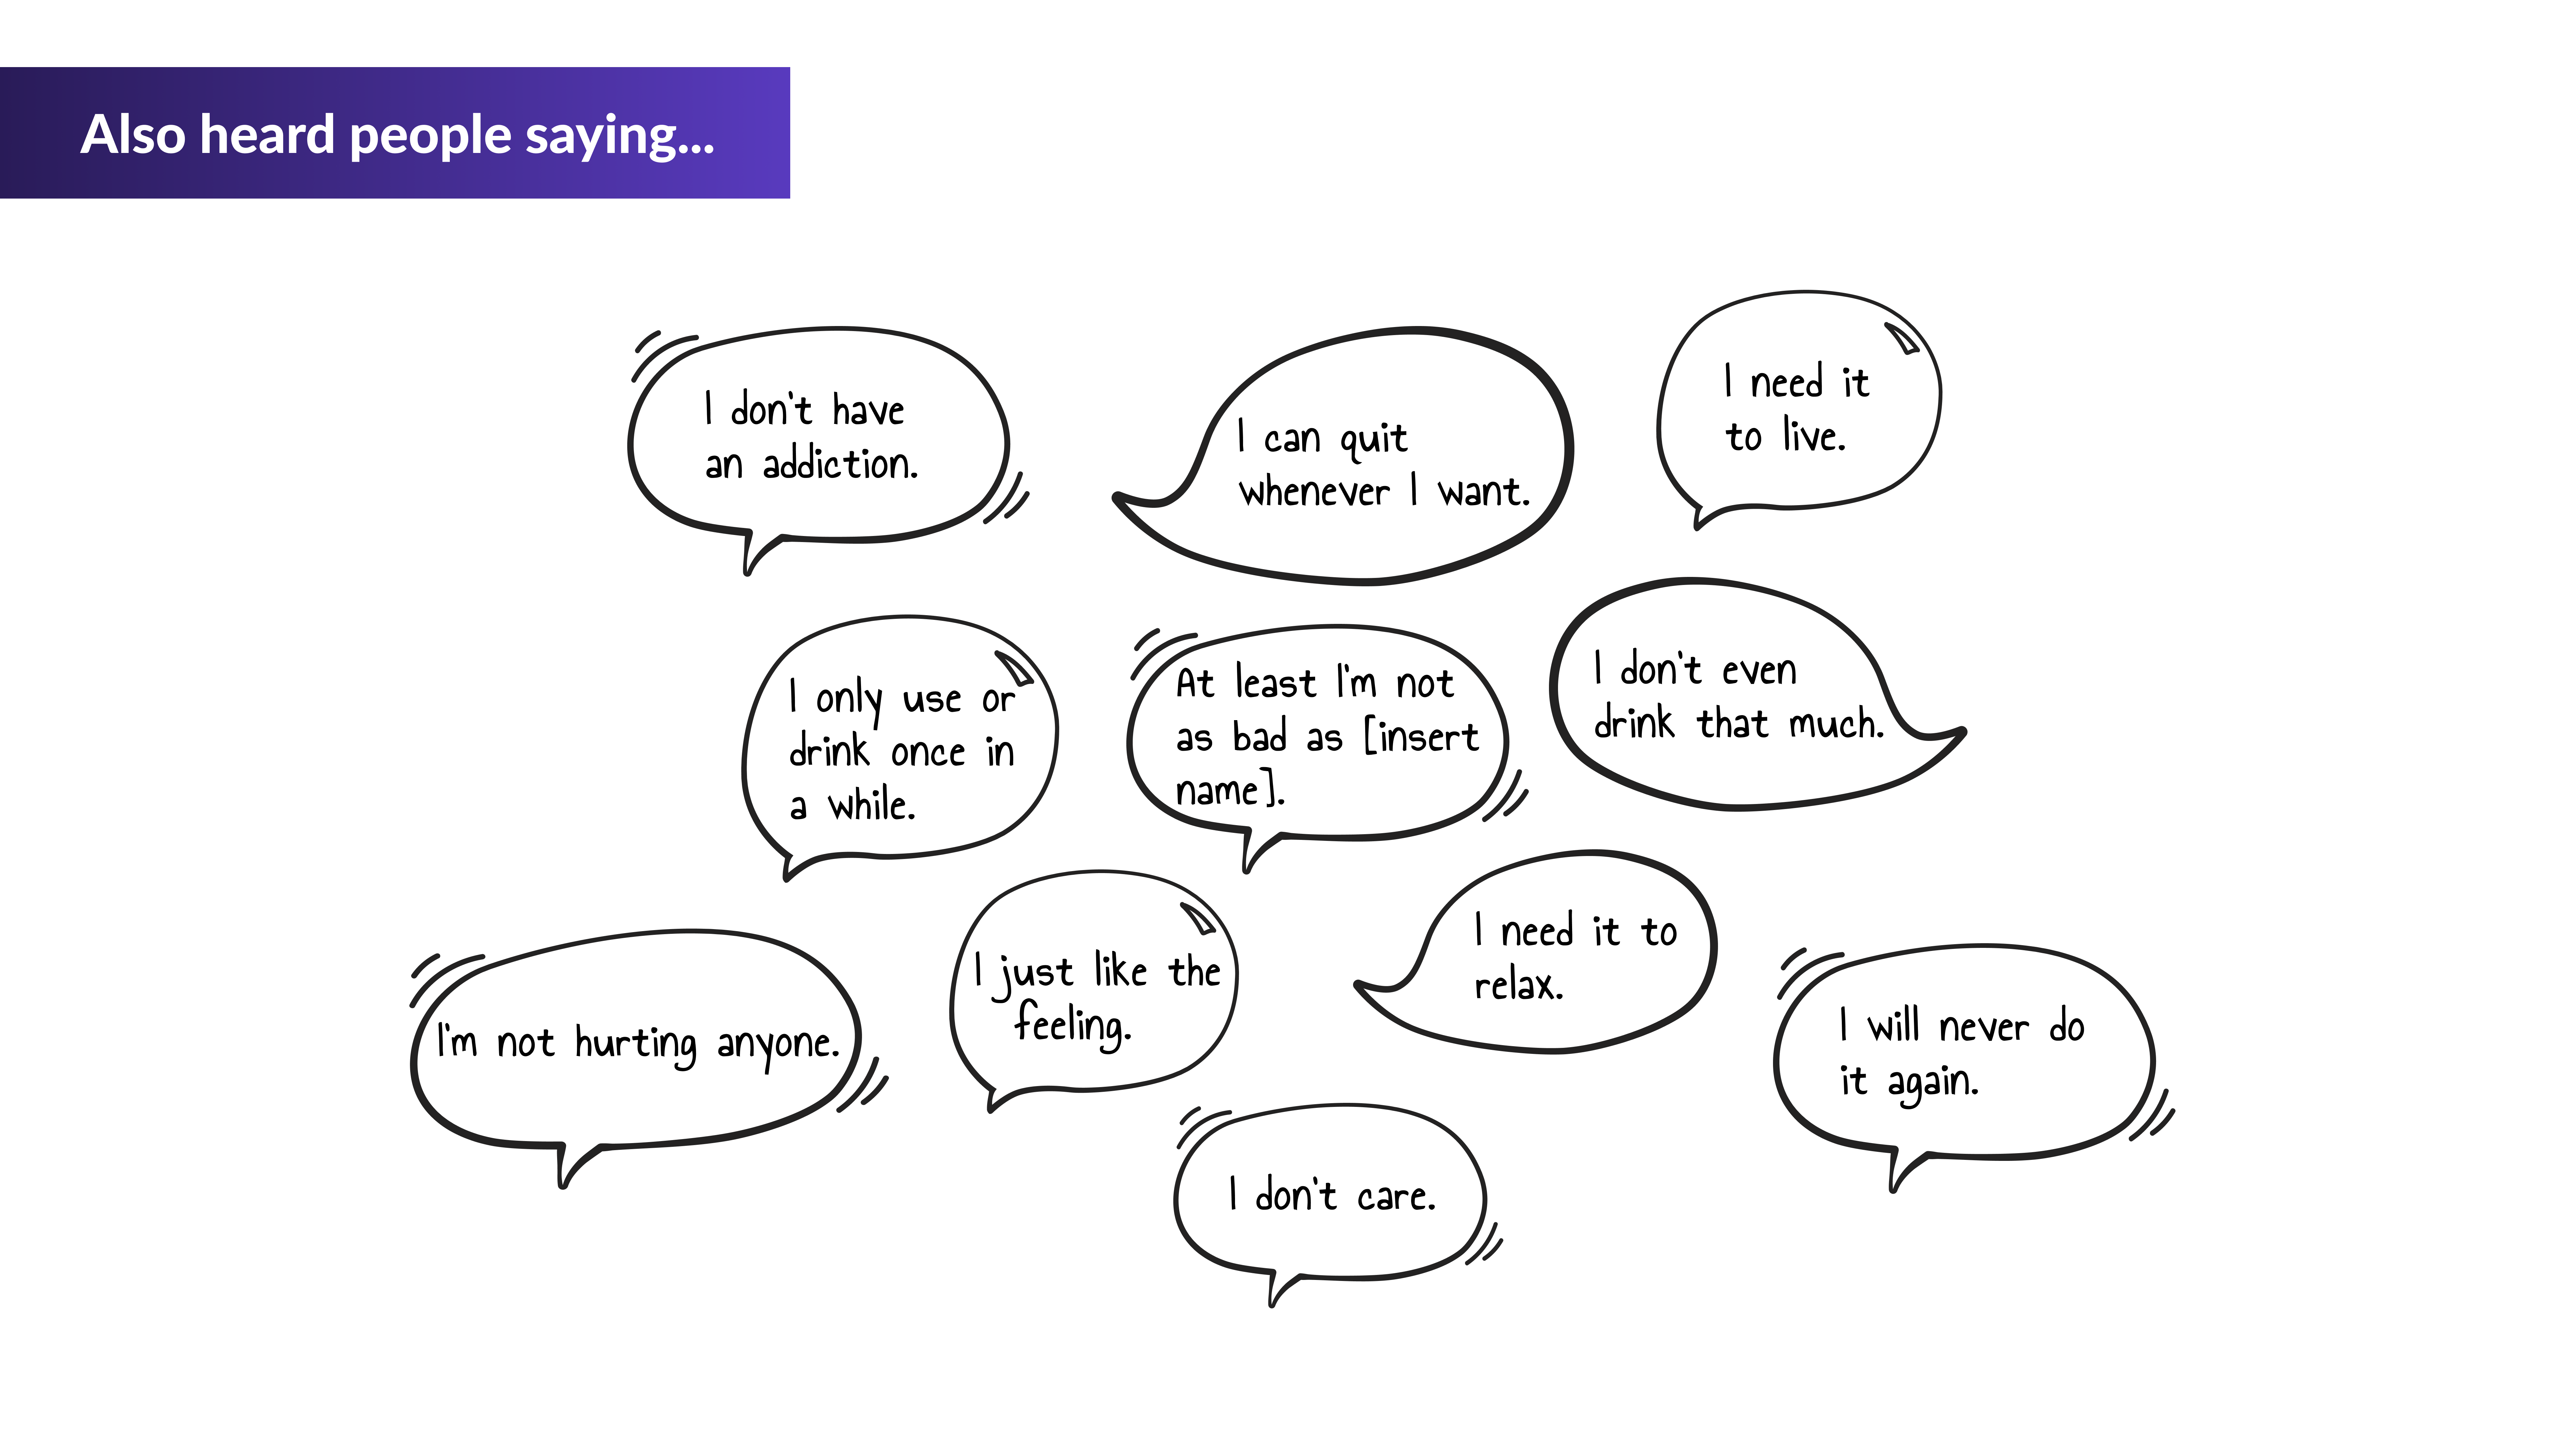 Also heard people saying...
I don't have
an addiction.
I can quit
whenever I want.
I need it
to live.
I only use or
drink once in
a while.
At least I'm not
as bad as [insert
name].
I don't even
drink that much.
I'm not hurting anyone.
I just like the
feeling.
I need it to
relax.
I will never do
it again.
I don't care.